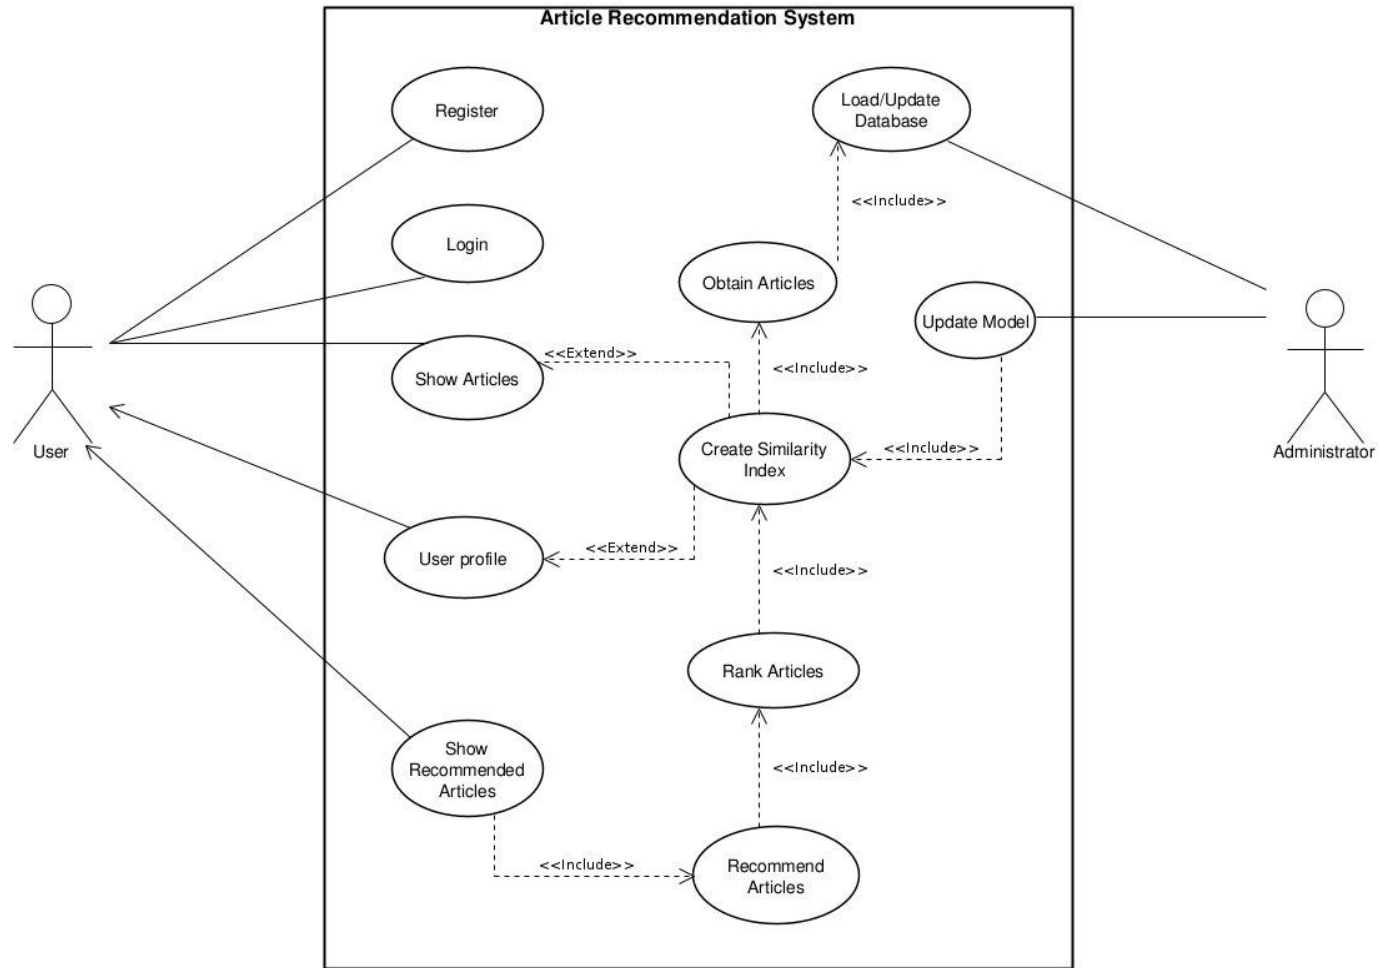 Article Recommendation System
Register
Load/Update
Database
<<Include>>
Login
Obtain Articles
Update Model
<<Extend>>
<<Include>>
Show Articles
User
Create Similarity
Index
<<Include>>
Administrator
<<Extend>>
User profile
<<Include>>
Rank Articles
Show
Recommended
Articles
<<Include>>
<<Include>>
Recommend
Articles